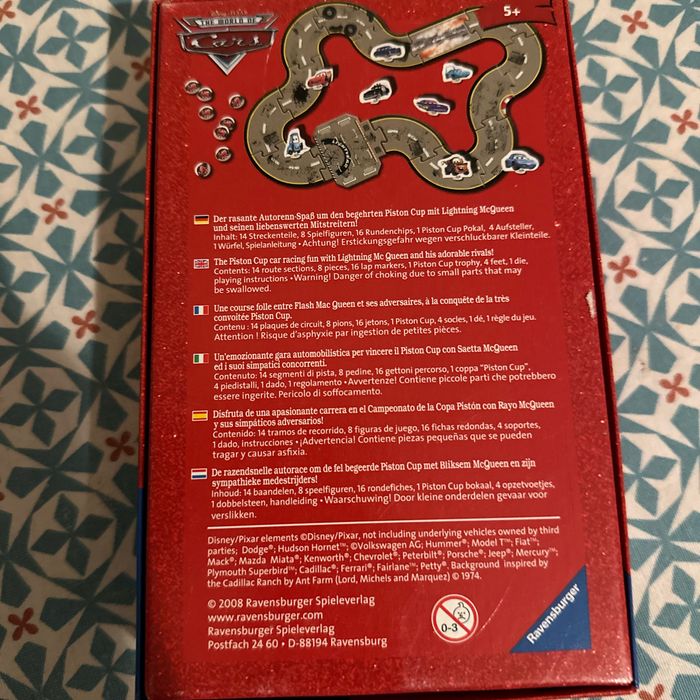 THE WORLD OF
Cars
5+
Der rasante Autorenn-Spaß um den begehrten Piston Cup mit Lightning McQueen
und seinen liebenswerten Mitstreitern!
Inhalt: 14 Streckenteile, 8 Spielfiguren, 16 Rundenchips, 1 Piston Cup Pokal, 4 Aufsteller,
1 Würfel, Spielanleitung • Achtung! Erstickungsgefahr wegen verschluckbarer Kleinteile.
The Piston Cup car racing fun with Lightning Mc Queen and his adorable rivals!
Contents: 14 route sections, 8 pieces, 16 lap markers, 1 Piston Cup trophy, 4 feet, 1 die,
playing instructions • Warning! Danger of choking due to small parts that may
be swallowed.
Une course folle entre Flash Mac Queen et ses adversaires, à la conquête de la très
convoitée Piston Cup.
Contenu : 14 plaques de circuit, 8 pions, 16 jetons, 1 Piston Cup, 4 socles, 1 dé, 1 règle du jeu.
Attention ! Risque d'asphyxie par ingestion de petites pièces.
Un'emozionante gara automobilistica per vincere il Piston Cup con Saetta McQueen
ed i suoi simpatici concorrenti.
Contenuto: 14 segmenti di pista, 8 pedine, 16 gettoni percorso, 1 coppa "Piston Cup",
4 piedistalli, 1 dado, 1 regolamento • Avvertenze! Contiene piccole parti che potrebbero
essere ingerite. Pericolo di soffocamento.
Disfruta de una apasionante carrera en el Campeonato de la Copa Pistón con Rayo McQueen
y sus simpáticos adversarios!
Contenido: 14 tramos de recorrido, 8 figuras de juego, 16 fichas redondas, 4 soportes,
1 dado, instrucciones • ¡Advertencia! Contiene piezas pequeñas que se pueden
tragar y causar asfixia.
De razendsnelle autorace om de fel begeerde Piston Cup met Bliksem McQueen en zijn
sympathieke medestrijders!
Inhoud: 14 baandelen, 8 speelfiguren, 16 rondefiches, 1 Piston Cup bokaal, 4 opzetvoetjes,
1 dobbelsteen, handleiding • Waarschuwing! Door kleine onderdelen gevaar voor
verslikken.
Disney/Pixar elements ©Disney/Pixar, not including underlying vehicles owned by third
parties; Dodge®; Hudson Hornet™; ©Volkswagen AG; Hummer®; Model T™; Fiat™;
Mack®; Mazda Miata®; Kenworth®; Chevrolet®; Peterbilt®; Porsche®; Jeep®; Mercury™;
Plymouth Superbird™; Cadillac®; Ferrari®; Fairlane™; Petty®. Background inspired by
the Cadillac Ranch by Ant Farm (Lord, Michels and Marquez) © 1974.
© 2008 Ravensburger Spieleverlag
www.ravensburger.com
Ravensburger Spieleverlag
Postfach 24 60 • D-88194 Ravensburg
0-3
Ravensburger